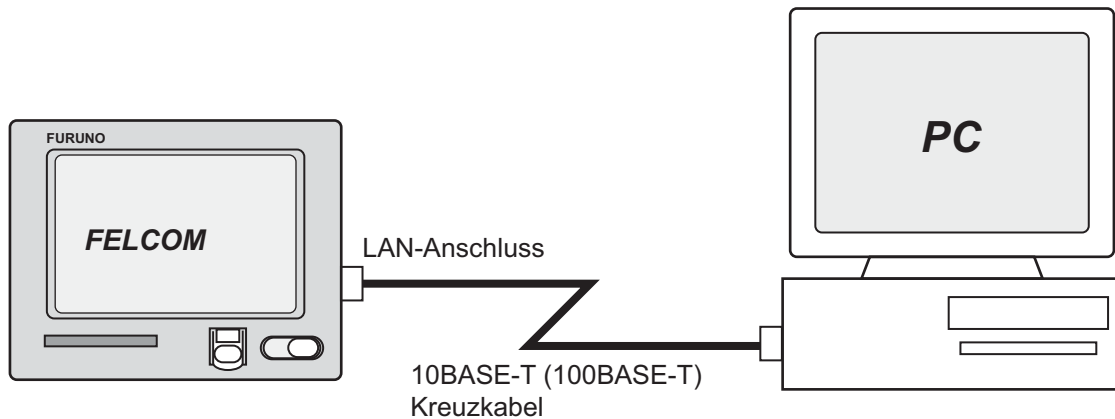 FURUNO
FELCOM
PC
LAN-Anschluss
10BASE-T (100BASE-T)
Kreuzkabel